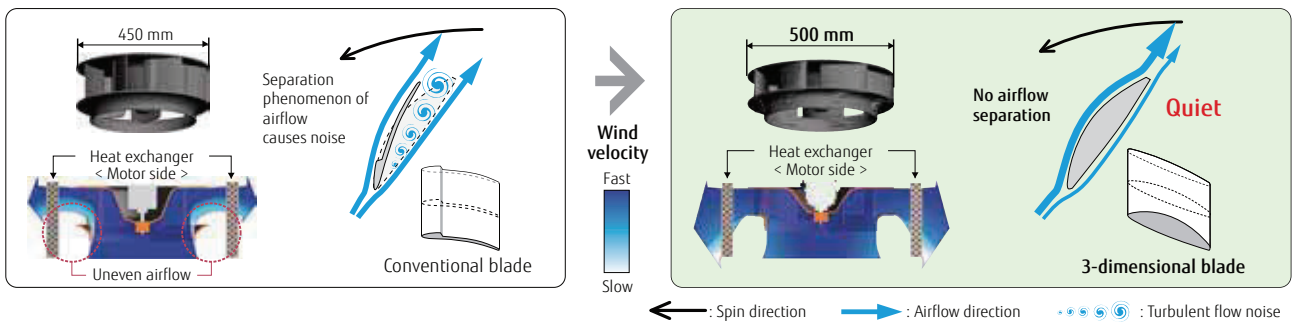 450 mm
Separation
phenomenon of
airflow
causes noise
Heat exchanger
< Motor side >
Uneven airflow
Conventional blade
Wind
velocity
Fast
Slow
500 mm
No airflow
separation
Quiet
Heat exchanger
< Motor side >
3-dimensional blade
: Spin direction
: Airflow direction
: Turbulent flow noise